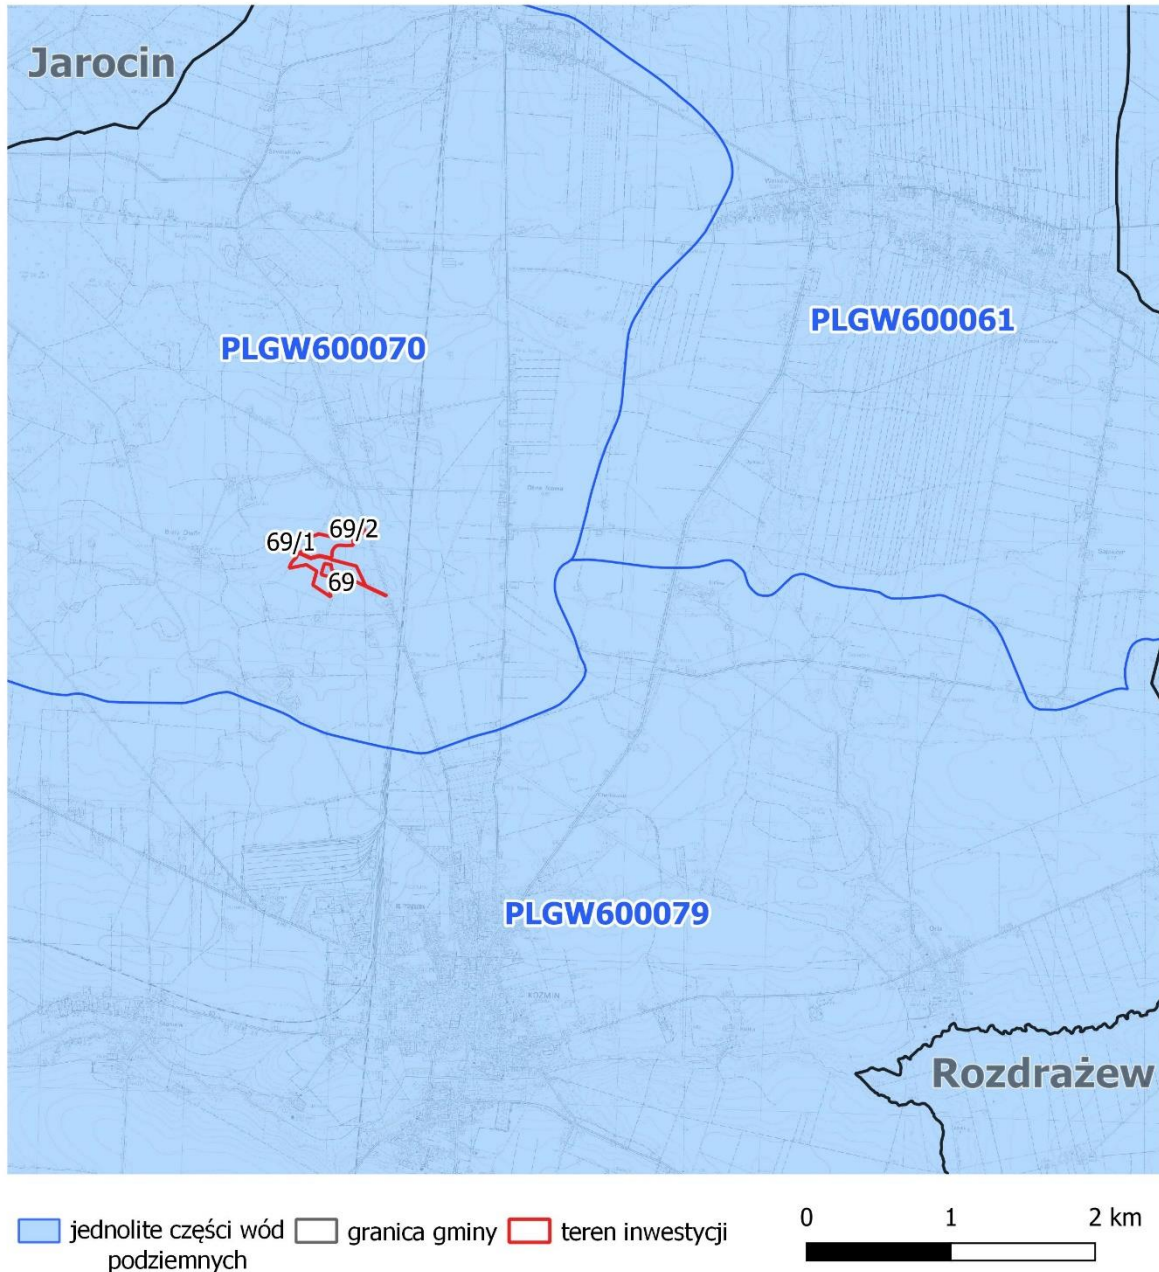 Jarocin
PLGW600061
PLGW600070
69/2
69/1
69
PLGW600079
KOŹMIN
Rozdrażew
jednolite części wód podziemnych
granica gminy
teren inwestycji
0 1 2 km